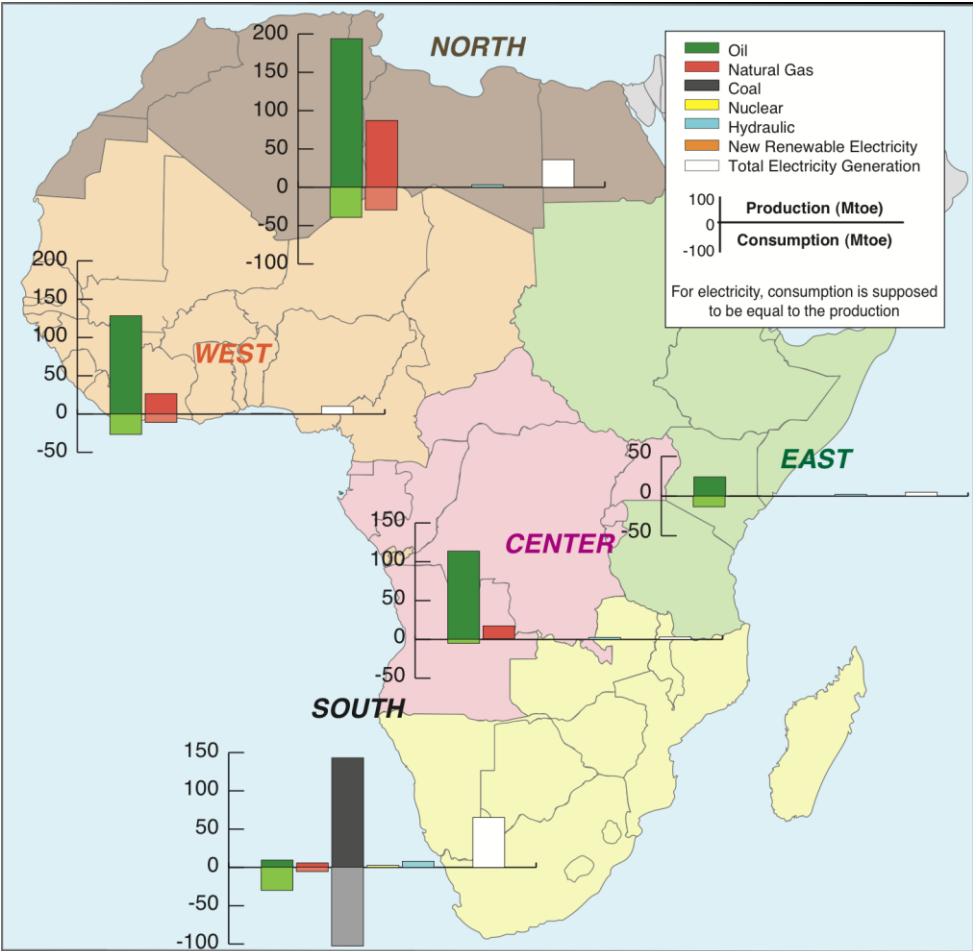 NORTH
200
150
100
50
0
-50
-100
Oil
Natural Gas
Coal
Nuclear
Hydraulic
New Renewable Electricity
Total Electricity Generation
100
0
-100
Production (Mtoe)
Consumption (Mtoe)
For electricity, consumption is supposed
to be equal to the production
WEST
200
150
100
50
0
-50
EAST
50
0
-50
CENTER
150
100
50
0
-50
SOUTH
150
100
50
0
-50
-100